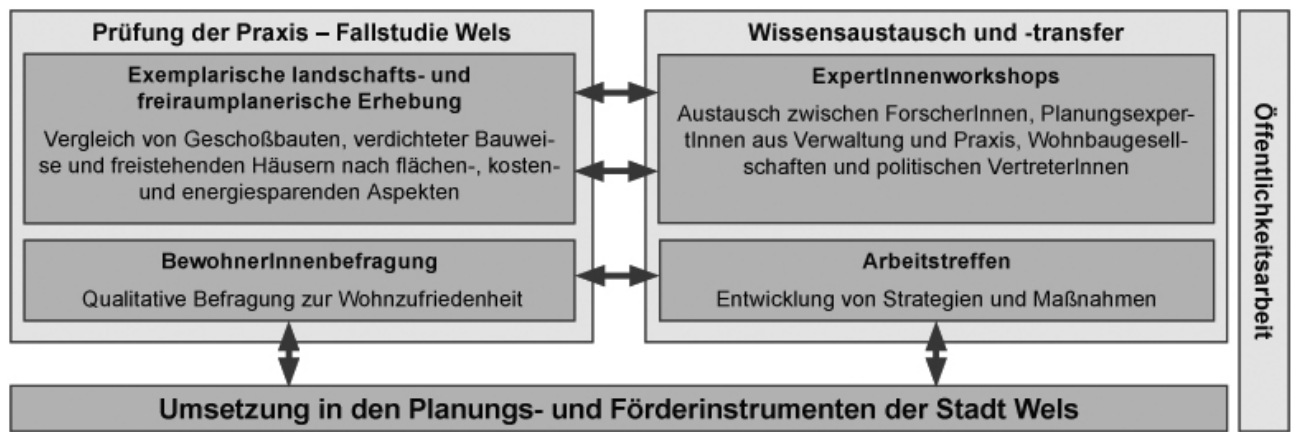 Prüfung der Praxis – Fallstudie Wels
Exemplarische landschafts- und
freiraumplanerische Erhebung
Vergleich von Geschoßbauten, verdichteter Bauwei-
se und freistehenden Häusern nach flächen-, kosten-
und energiesparenden Aspekten
BewohnerInnenbefragung
Qualitative Befragung zur Wohnzufriedenheit
Wissensaustausch und -transfer
ExpertInnenworkshops
Austausch zwischen ForscherInnen, Planungsexper-
tInnen aus Verwaltung und Praxis, Wohnbaugesell-
schaften und politischen VertreterInnen
Arbeitstreffen
Entwicklung von Strategien und Maßnahmen
Öffentlichkeitsarbeit
Umsetzung in den Planungs- und Förderinstrumenten der Stadt Wels